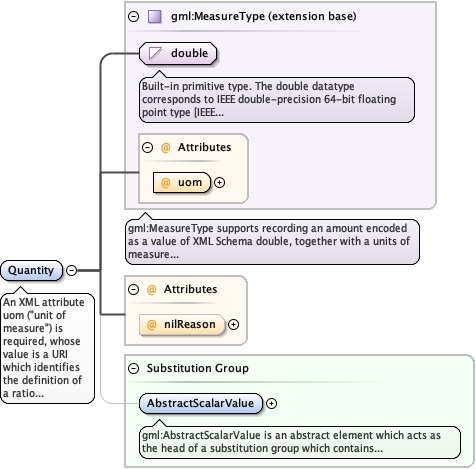 gml:MeasureType (extension base)
double
Built-in primitive type. The double datatype
corresponds to IEEE double-precision 64-bit floating
point type [IEEE...
@ Attributes
@ uom
gml:MeasureType supports recording an amount encoded
as a value of XML Schema double, together with a units of
measure...
Quantity
An XML attribute
uom ("unit of
measure") is
required, whose
value is a URI
which identifies
the definition of
a ratio...
@ Attributes
@ nilReason
Substitution Group
AbstractScalarValue
gml:AbstractScalarValue is an abstract element which acts as
the head of a substitution group which contains...